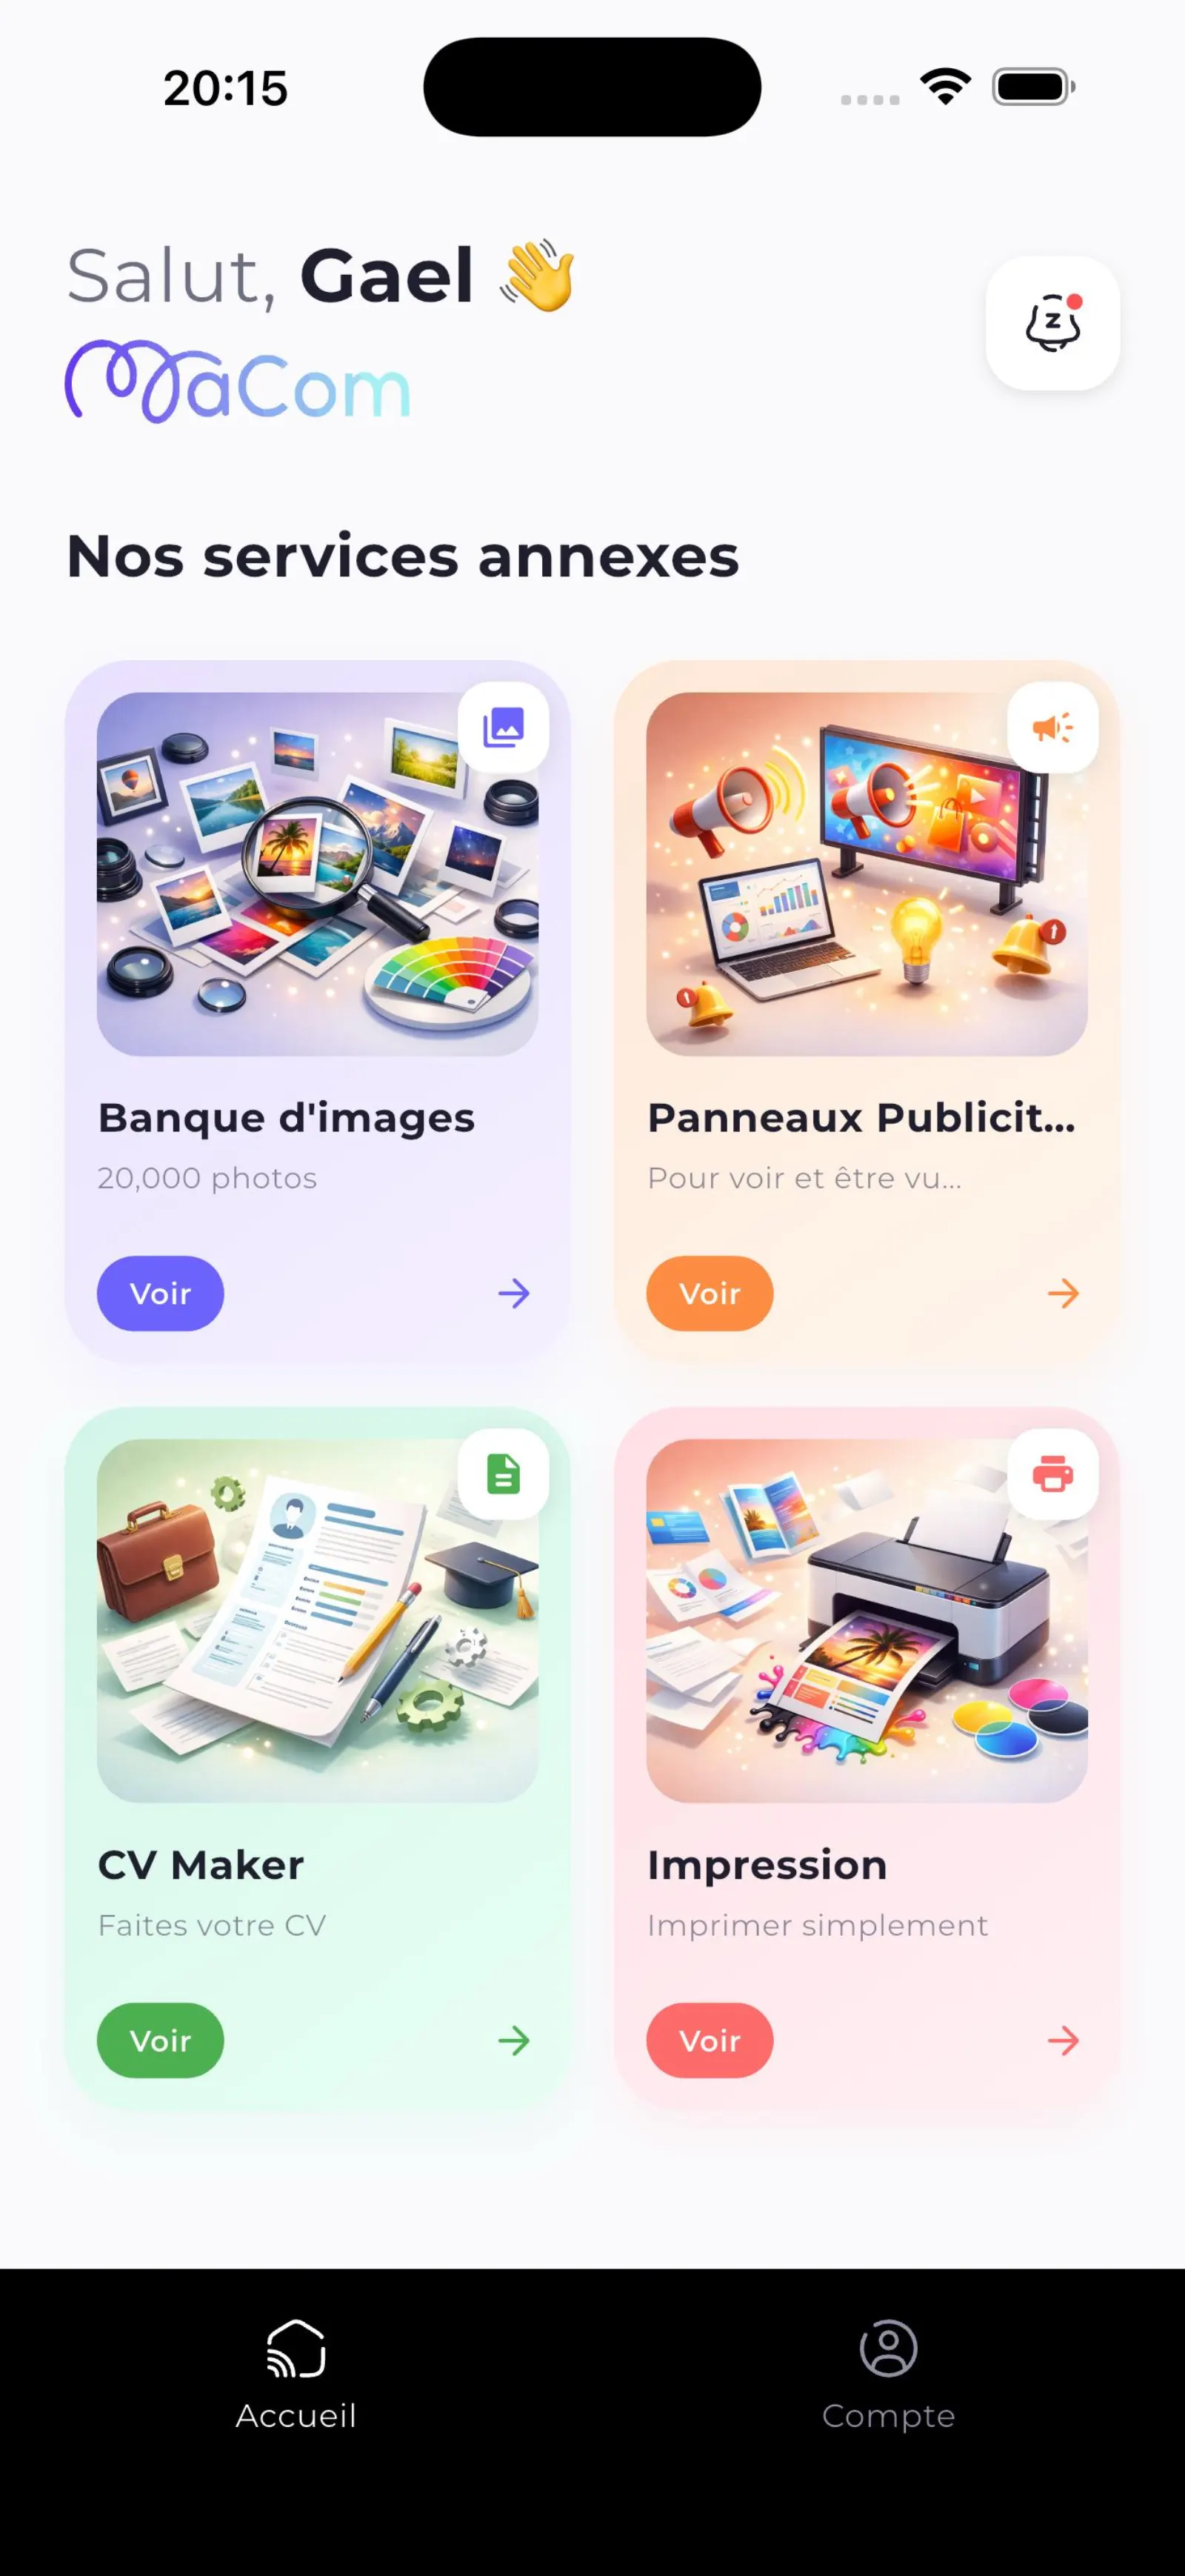 20:15
Salut, Gael 👋
MaCom
Nos services annexes
Banque d'images
20,000 photos
Voir
Panneaux Publicit...
Pour voir et être vu...
Voir
CV Maker
Faites votre CV
Voir
Impression
Imprimer simplement
Voir
Accueil
Compte